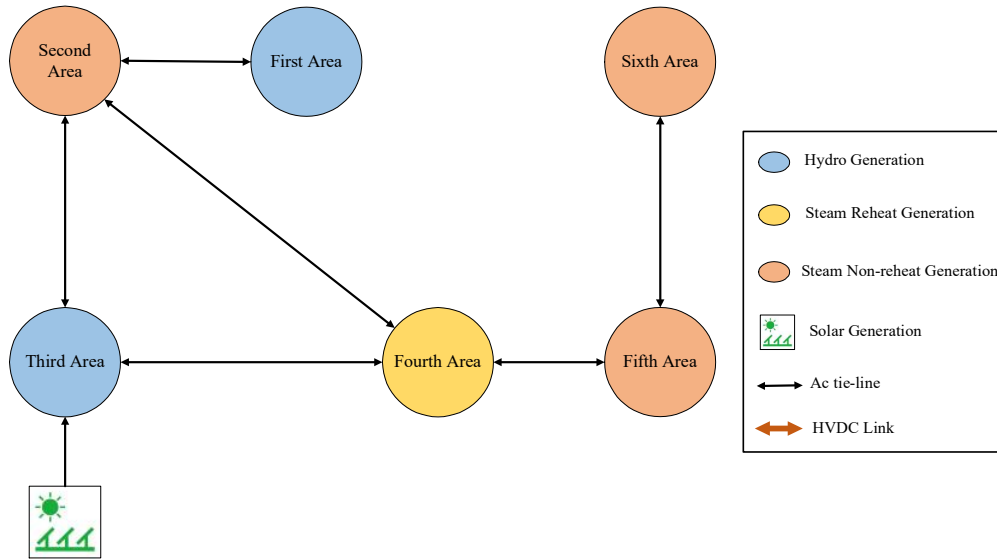 Second
Area
First Area
Sixth Area
Hydro Generation
Steam Reheat Generation
Steam Non-reheat Generation
Solar Generation
Third Area
Fourth Area
Fifth Area
Ac tie-line
HVDC Link